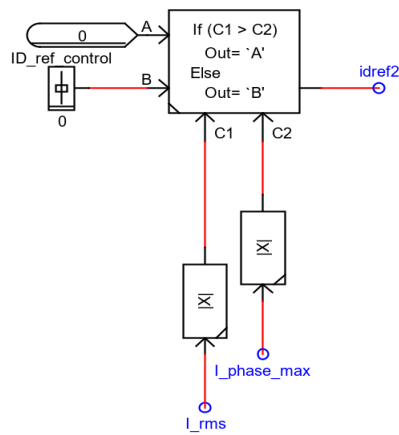 0
A
If (C1 > C2)
Out= `A'
Else
Out= `B'
ID_ref_control
B
0
idref2
C1
C2
|X|
|X|
I_phase_max
I_rms